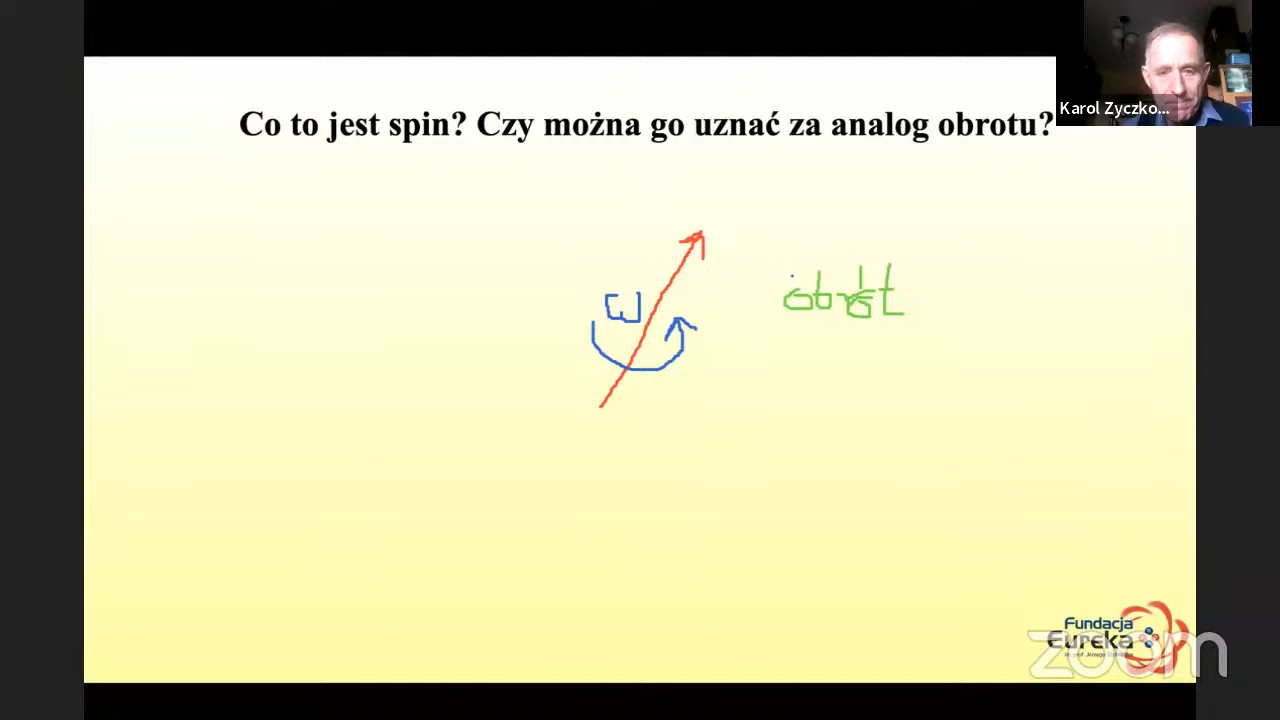 Karol Zyczko...
Co to jest spin? Czy można go uznać za analog obrotu?
ω
obrót
Fundacja
Eureka
zoom